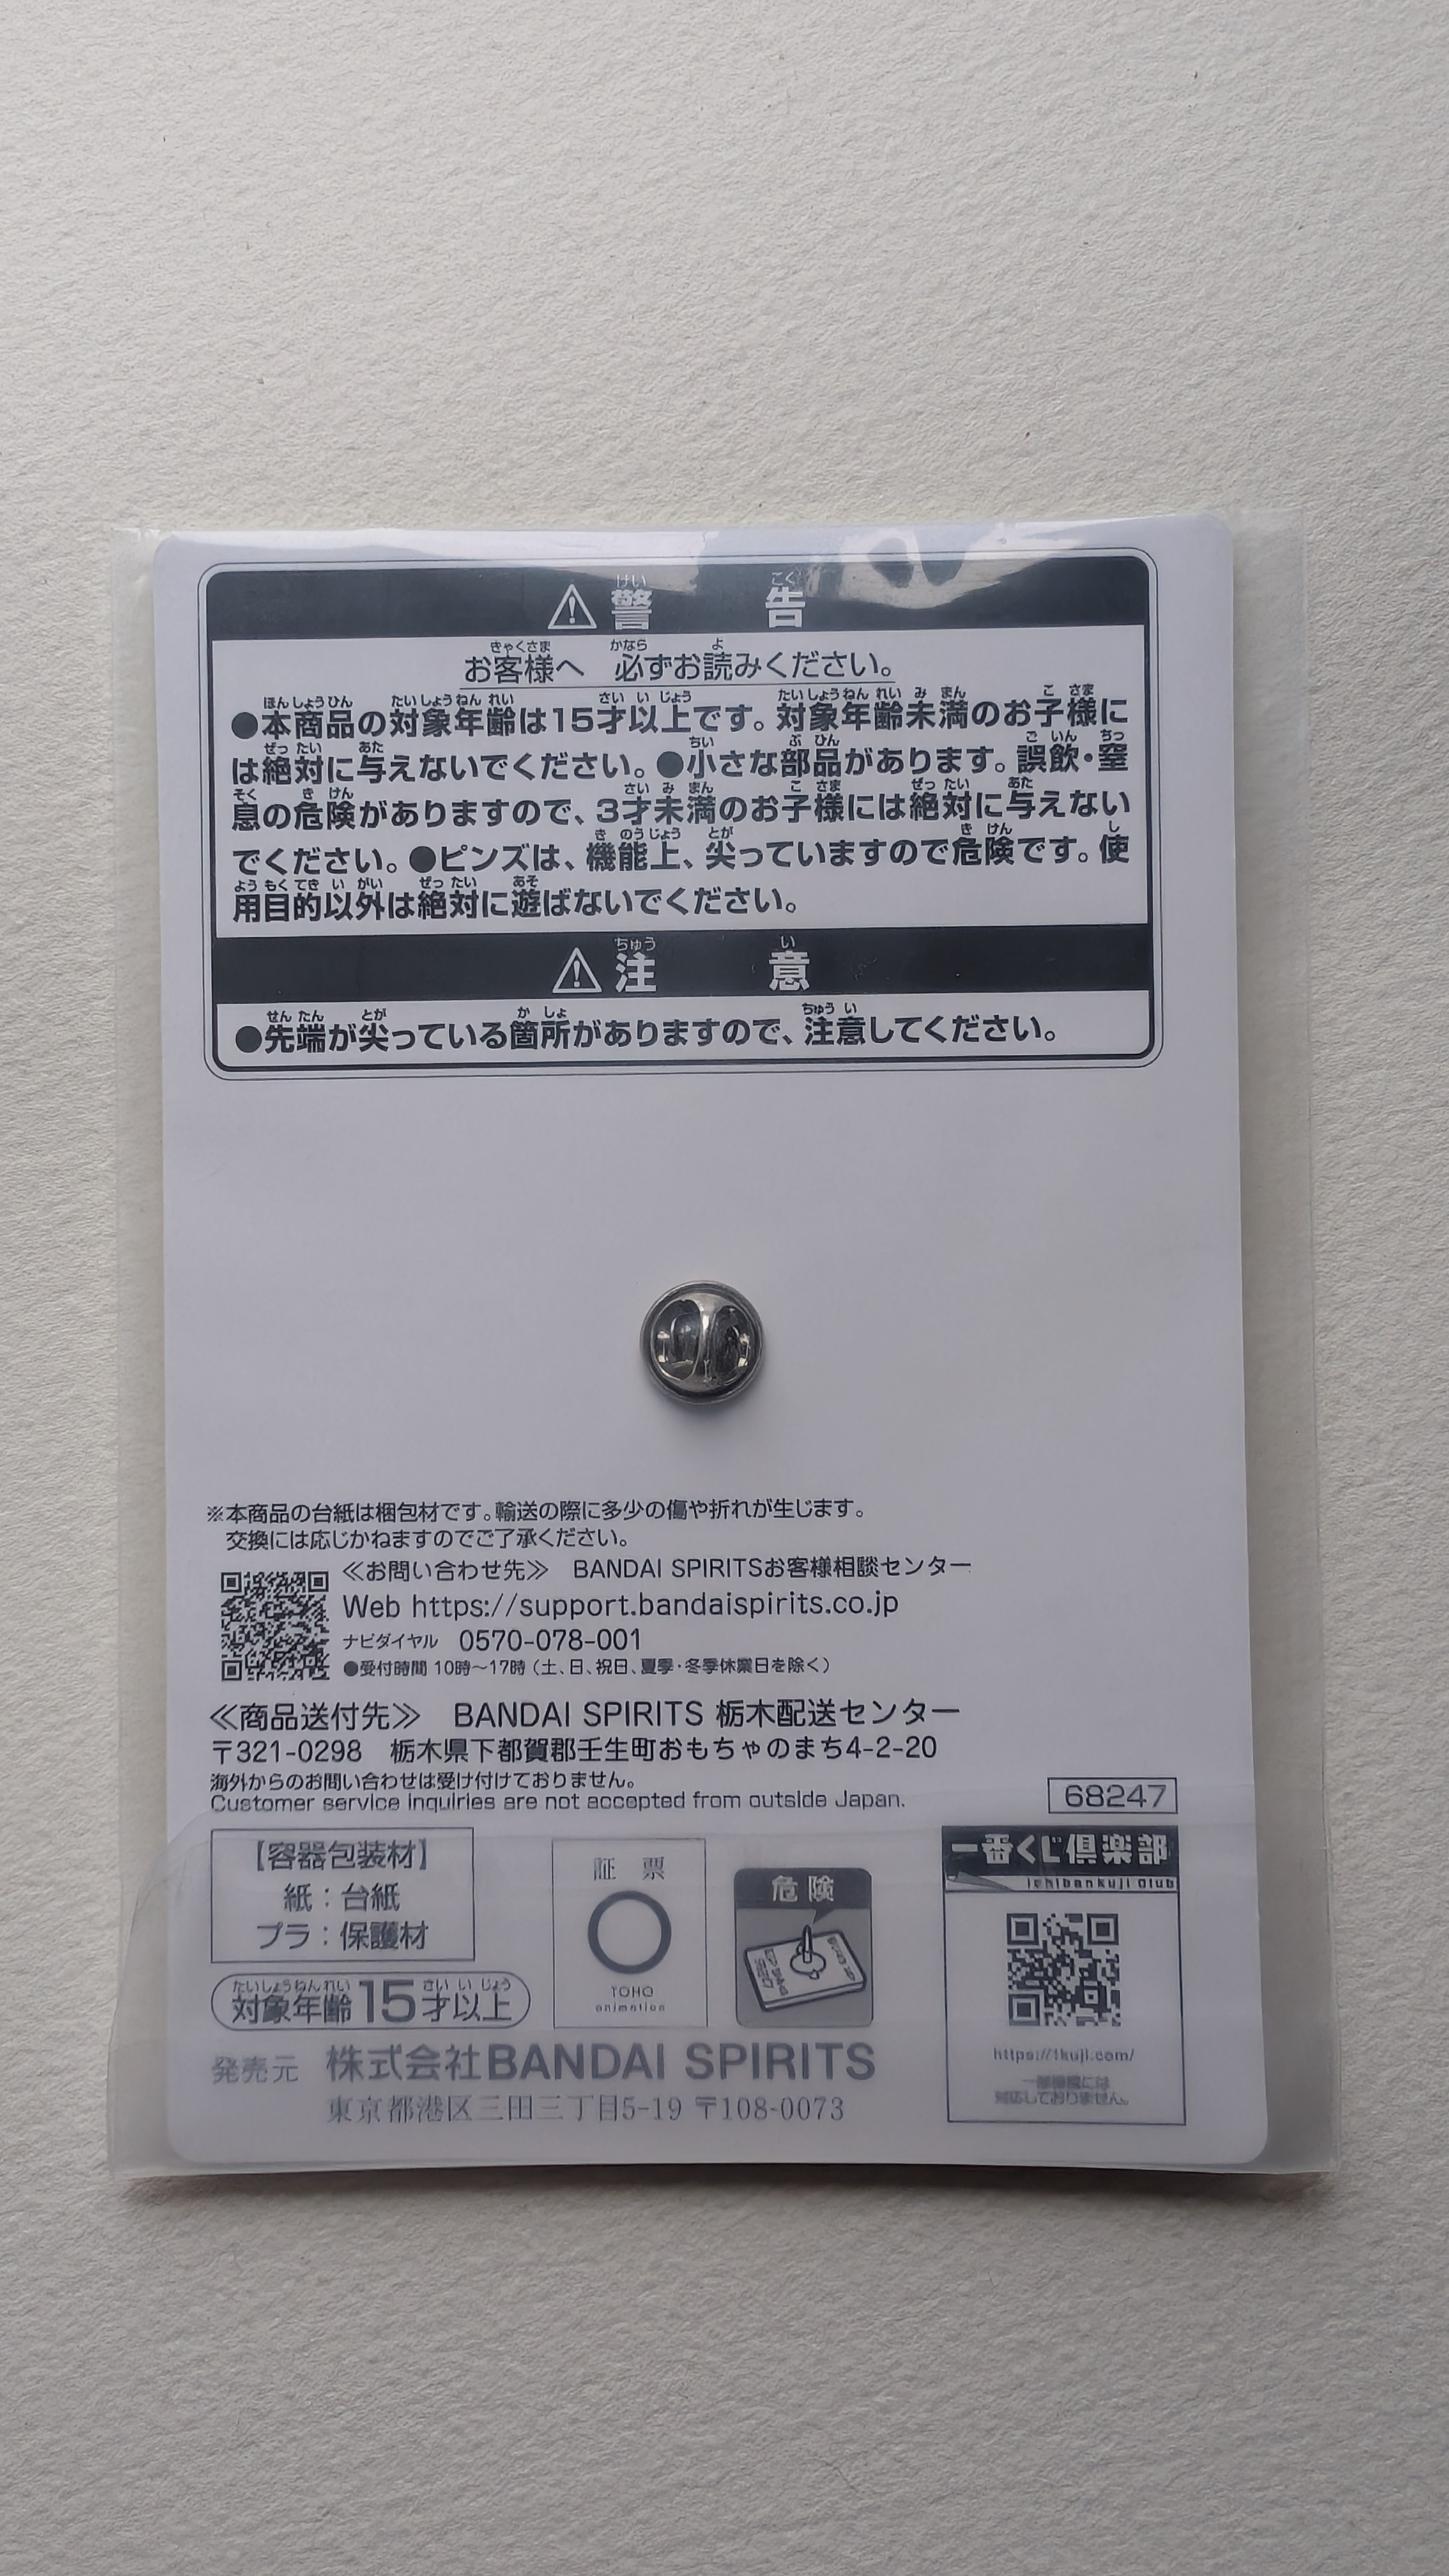 警告
お客様へ 必ずお読みください。
●本商品の対象年齢は15才以上です。対象年齢未満のお子様に
は絶対に与えないでください。●小さな部品があります。誤飲・窒
息の危険がありますので、3才未満のお子様には絶対に与えない
でください。●ピンズは、機能上、尖っていますので危険です。使
用目的以外は絶対に遊ばないでください。
注意
●先端が尖っている箇所がありますので、注意してください。
※本商品の台紙は梱包材です。輸送の際に多少の傷や折れが生じます。
交換には応じかねますのでご了承ください。
≪お問い合わせ先≫ BANDAI SPIRITSお客様相談センター
Web https://support.bandaispirits.co.jp
ナビダイヤル 0570-078-001
●受付時間 10時～17時（土、日、祝日、夏季・冬季休業日を除く）
≪商品送付先≫ BANDAI SPIRITS 栃木配送センター
〒321-0298 栃木県下都賀郡壬生町おもちゃのまち4-2-20
海外からのお問い合わせは受け付けておりません。
Customer service inquiries are not accepted from outside Japan.
68247
【容器包装材】
紙：台紙
プラ：保護材
対象年齢15才以上
証票
TOHO
animation
危険
一番くじ倶楽部
ichibankuji club
https://1kuji.com/
一部機種には
対応しておりません。
発売元 株式会社BANDAI SPIRITS
東京都港区三田三丁目5-19 〒108-0073